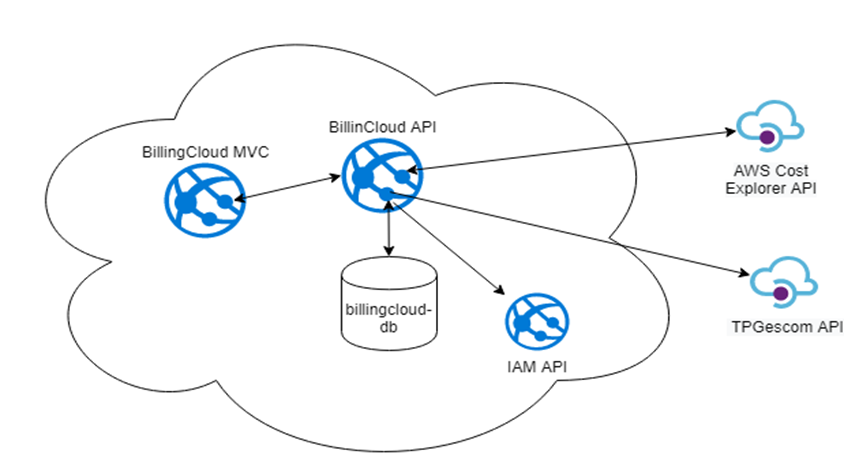 BillinCloud API
BillingCloud MVC
AWS Cost
Explorer API
billingcloud-
db
TPGescom API
IAM API